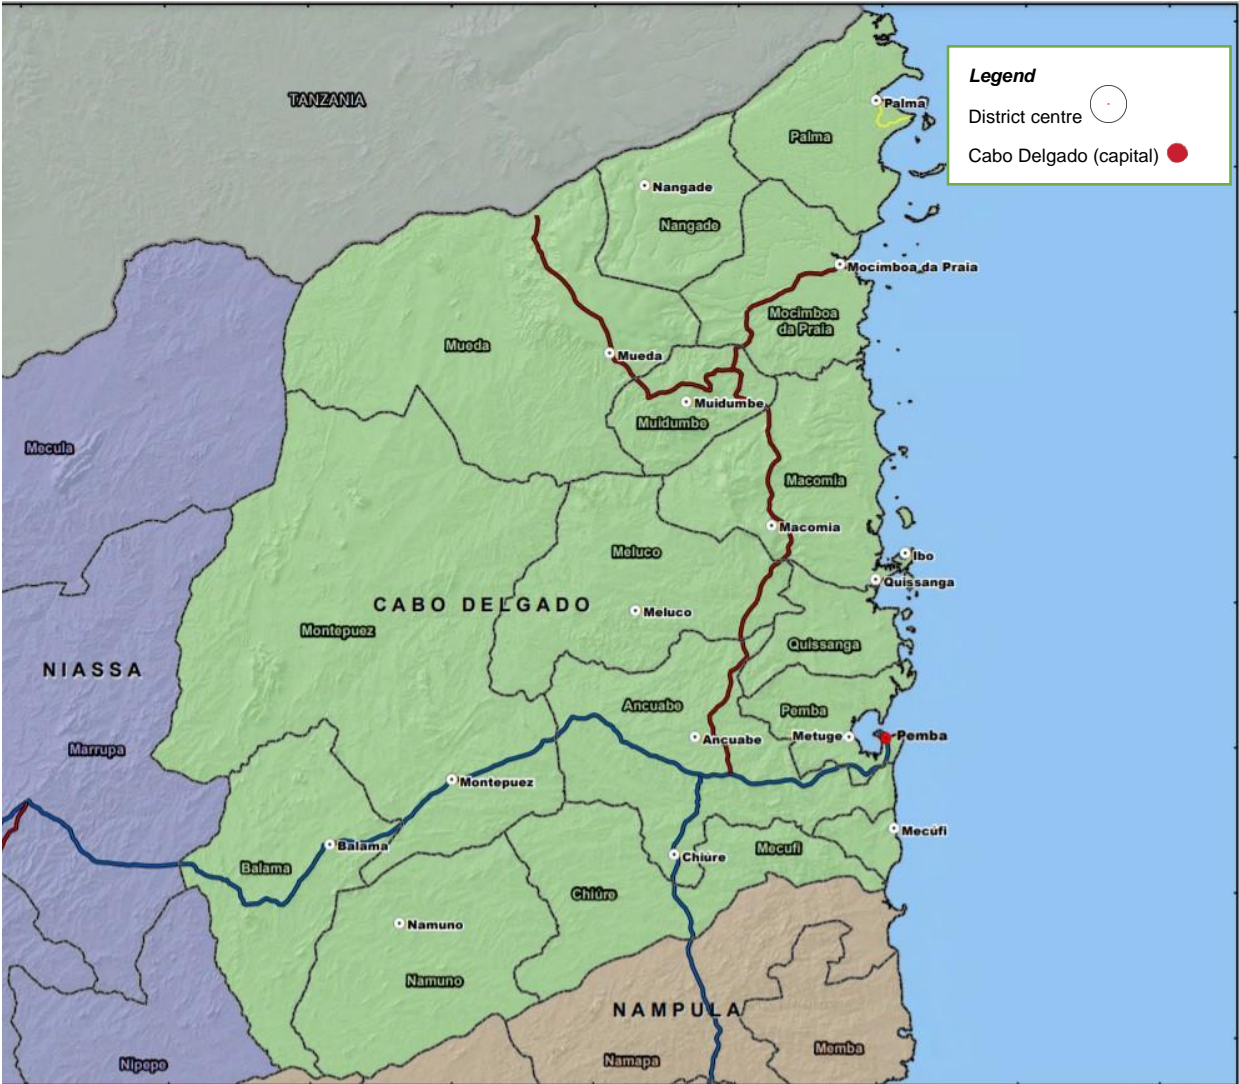 Legend
District centre
Cabo Delgado (capital)
TANZANIA
Palma
Palma
Nangade
Nangade
Mocimboa da Praia
Mocimboa
da Praia
Mueda
Mueda
Muidumbe
Muidumbe
Mecula
Macomia
Macomia
Meluco
Ibo
Quissanga
CABO DELGADO
Meluco
Montepuez
Quissanga
NIASSA
Ancuabe
Pemba
Marrupa
Ancuabe
Metuge
Pemba
Montepuez
Mecúfi
Balama
Mecufi
Chiúre
Balama
Chiúre
Namuno
Namuno
NAMPULA
Memba
Namapa
Nipepe